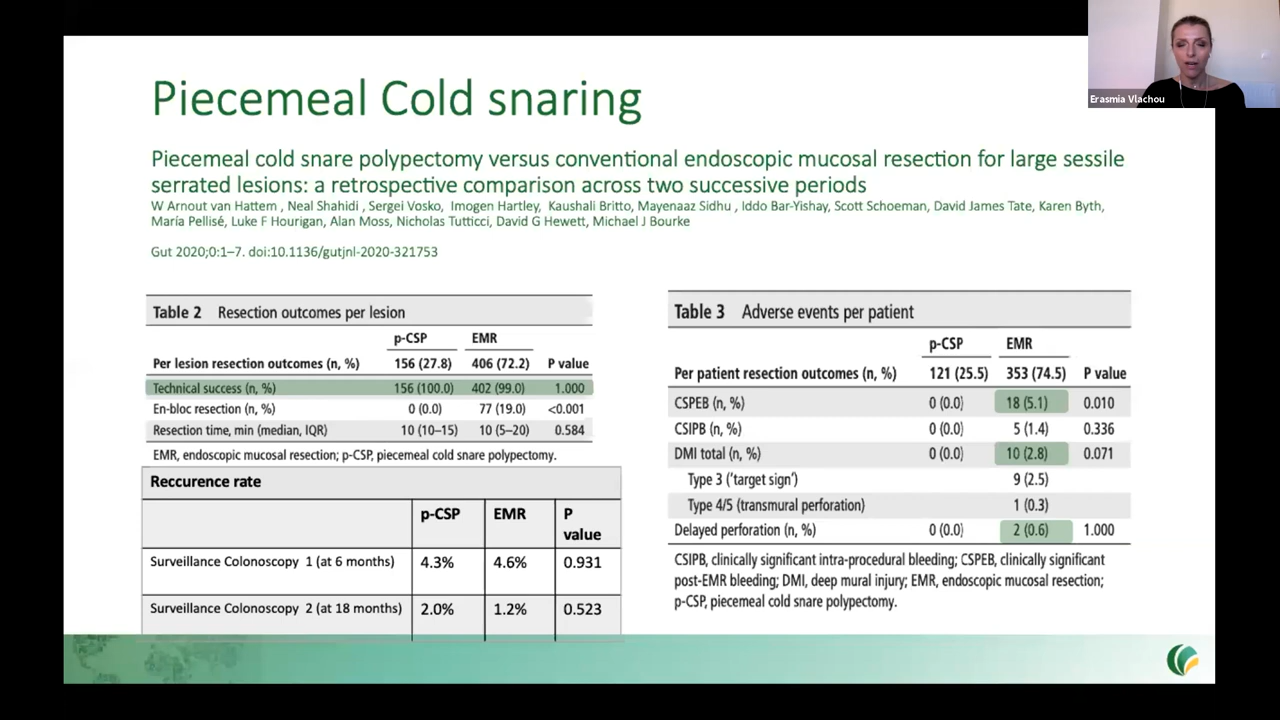 Erasmia Vlachou
Piecemeal Cold snaring
Piecemeal cold snare polypectomy versus conventional endoscopic mucosal resection for large sessile
serrated lesions: a retrospective comparison across two successive periods
W Arnout van Hattem , Neal Shahidi , Sergei Vosko, Imogen Hartley, Kaushali Britto, Mayenaaz Sidhu , Iddo Bar-Yishay, Scott Schoeman, David James Tate, Karen Byth,
María Pellisé, Luke F Hourigan, Alan Moss, Nicholas Tutticci, David G Hewett, Michael J Bourke
Gut 2020;0:1–7. doi:10.1136/gutjnl-2020-321753
Table 2 Resection outcomes per lesion
p-CSP EMR
Per lesion resection outcomes (n, %) 156 (27.8) 406 (72.2) P value
Technical success (n, %) 156 (100.0) 402 (99.0) 1.000
En-bloc resection (n, %) 0 (0.0) 77 (19.0) <0.001
Resection time, min (median, IQR) 10 (10–15) 10 (5–20) 0.584
EMR, endoscopic mucosal resection; p-CSP, piecemeal cold snare polypectomy.
Reccurence rate
p-CSP EMR P
value
Surveillance Colonoscopy 1 (at 6 months) 4.3% 4.6% 0.931
Surveillance Colonoscopy 2 (at 18 months) 2.0% 1.2% 0.523
Table 3 Adverse events per patient
p-CSP EMR
Per patient resection outcomes (n, %) 121 (25.5) 353 (74.5) P value
CSPEB (n, %) 0 (0.0) 18 (5.1) 0.010
CSIPB (n, %) 0 (0.0) 5 (1.4) 0.336
DMI total (n, %) 0 (0.0) 10 (2.8) 0.071
Type 3 ('target sign') 9 (2.5)
Type 4/5 (transmural perforation) 1 (0.3)
Delayed perforation (n, %) 0 (0.0) 2 (0.6) 1.000
CSIPB, clinically significant intra-procedural bleeding; CSPEB, clinically significant
post-EMR bleeding; DMI, deep mural injury; EMR, endoscopic mucosal resection;
p-CSP, piecemeal cold snare polypectomy.